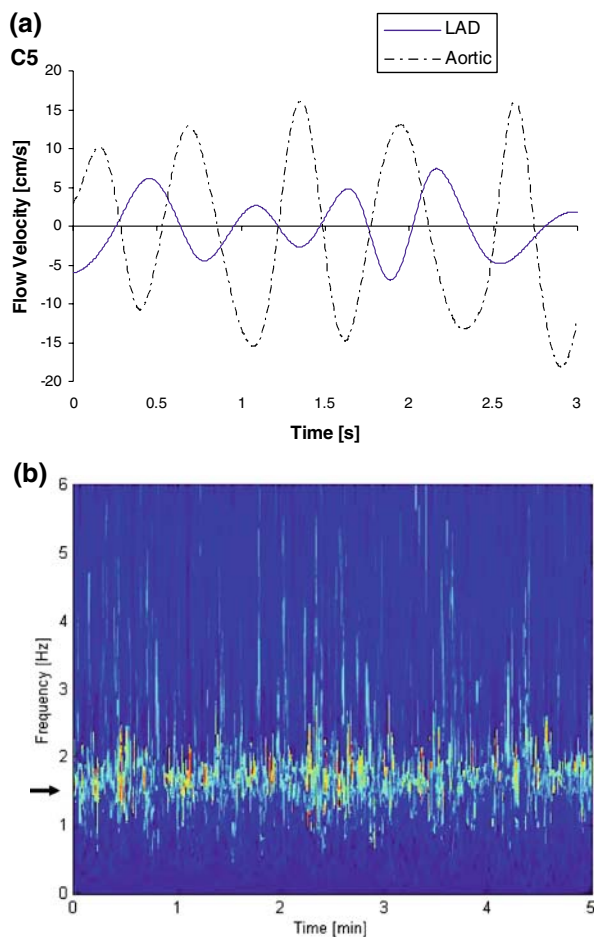 (a)
C5
LAD
Aortic
Flow Velocity [cm/s]
20
15
10
5
0
-5
-10
-15
-20
0 0.5 1 1.5 2 2.5 3
Time [s]
(b)
Frequency [Hz]
6
5
4
3
2
1
0
0 1 2 3 4 5
Time [min]